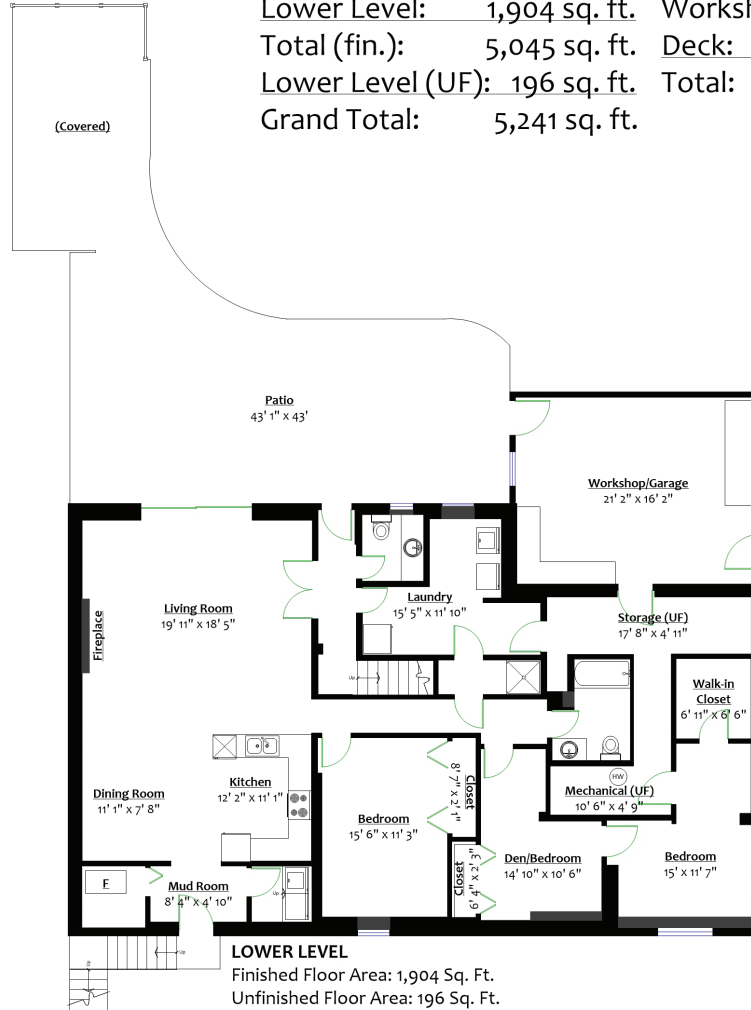 Lower Level: 1,904 sq. ft. Worksh
Total (fin.): 5,045 sq. ft. Deck:
Lower Level (UF): 196 sq. ft. Total:
Grand Total: 5,241 sq. ft.
(Covered)
Patio
43' 1" x 43'
Workshop/Garage
21' 2" x 16' 2"
Living Room
19' 11" x 18' 5"
Fireplace
Laundry
15' 5" x 11' 10"
Storage (UF)
17' 8" x 4' 11"
Up
Walk-in
Closet
6' 11" x 6' 6"
Kitchen
12' 2" x 11' 1"
Dining Room
11' 1" x 7' 8"
Closet
8' 7" x 2' 1"
Bedroom
15' 6" x 11' 3"
HW
Mechanical (UF)
10' 6" x 4' 9"
Closet
6' 4" x 2' 3"
Den/Bedroom
14' 10" x 10' 6"
Bedroom
15' x 11' 7"
F
Mud Room
8' 4" x 4' 10"
Up
Up
Up
LOWER LEVEL
Finished Floor Area: 1,904 Sq. Ft.
Unfinished Floor Area: 196 Sq. Ft.